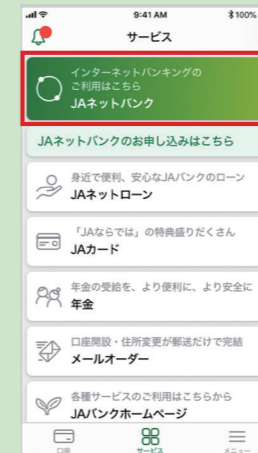 9:41 AM
100%
サービス
インターネットバンキングの
ご利用はこちら
JAネットバンク
JAネットバンクのお申し込みはこちら
身近で便利、安心なJAバンクのローン
JAネットローン
「JAならでは」の特典盛りだくさん
JAカード
年金の受給を、より便利に、より安全に
年金
口座開設・住所変更が郵送だけで完結
メールオーダー
各種サービスのご利用はこちらから
JAバンクホームページ
口座
サービス
メニュー